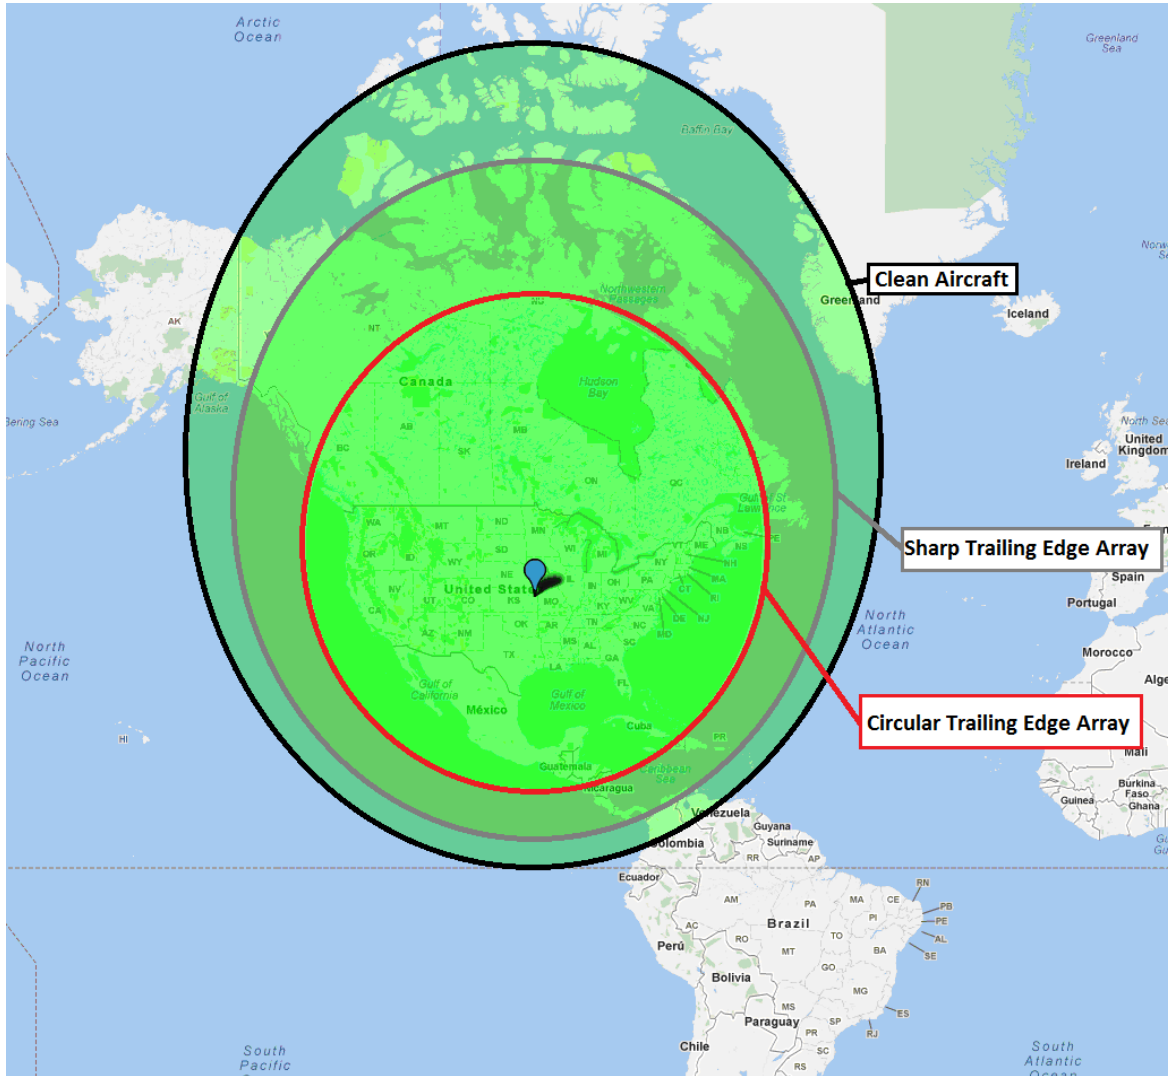 Arctic
Ocean
Greenland
Sea
Baffin Bay
Norw
Se
Clean Aircraft
Northwestern
Passages
NU
Greenland
Iceland
AK
NT
Canada
Hudson
Bay
Gulf of
Alaska
Bering Sea
North Sea
United
Kingdom
Ireland
BC
AB
SK
MB
ON
QC
Gulf of St
Lawrence
NB
PE
NS
Sharp Trailing Edge Array
WA
MT
ND
MN
OR
ID
SD
WI
MI
VT
ME
WY
NY
NH
MA
RI
CT
NE
IL
IN
OH
PA
NJ
DE
MD
NV
UT
CO
United State
KS
MO
KY
WV
VA
CA
AZ
NM
OK
AR
TN
NC
SC
MS
AL
GA
TX
LA
FL
Spain
Portugal
North
Pacific
Ocean
North
Atlantic
Ocean
Morocco
Alge
Gulf of
California
Gulf of
Mexico
México
Circular Trailing Edge Array
Cuba
HI
PR
Mali
Guatemala
Caribbean
Sea
Nicaragua
Burkina
Faso
Guinea
Ghana
Venezuela
Guyana
Suriname
Colombia
RR
AP
Gu
Gu
Ecuador
AM
PA
MA
CE
RN
PB
PE
AL
SE
PI
Brazil
AC
TO
RO
Perú
MT
BA
GO
Bolivia
MG
MS
ES
SP
RJ
Paraguay
PR
SC
Chile
RS
South
Pacific
South
Atlantic
Ocean